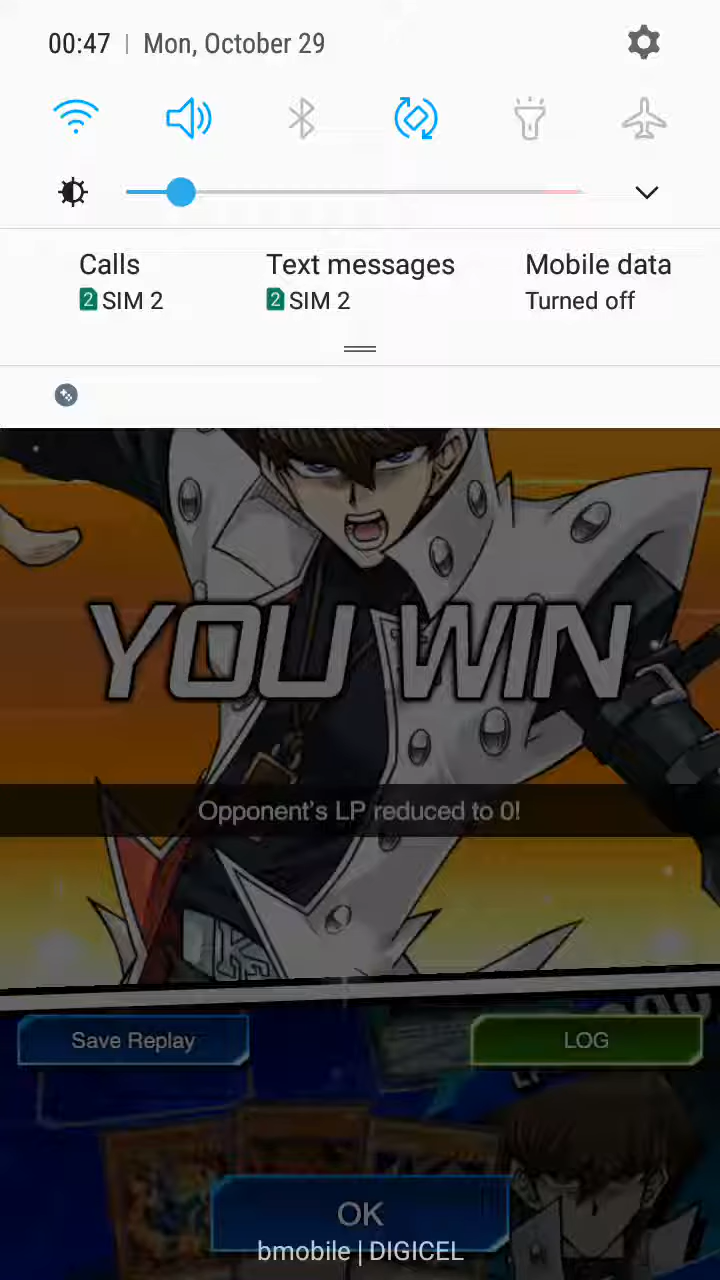 00:47 | Mon, October 29
Calls
2 SIM 2
Text messages
2 SIM 2
Mobile data
Turned off
YOU WIN
Opponent's LP reduced to 0!
Save Replay
LOG
LP
OK
bmobile | DIGICEL